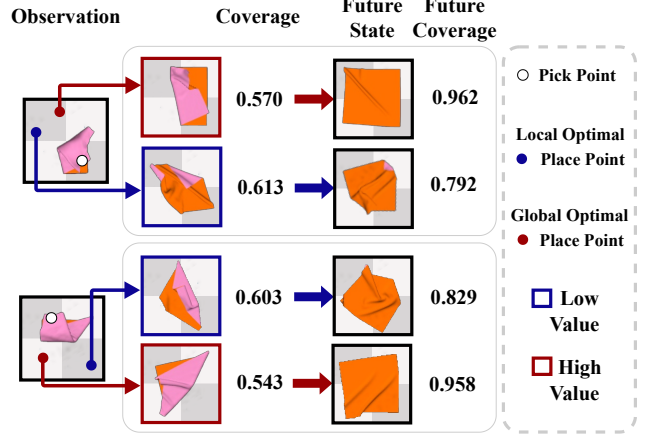 Observation
Coverage
Future
State
Future
Coverage
0.570
0.962
0.613
0.792
0.603
0.829
0.543
0.958
Pick Point
Local Optimal
Place Point
Global Optimal
Place Point
Low
Value
High
Value